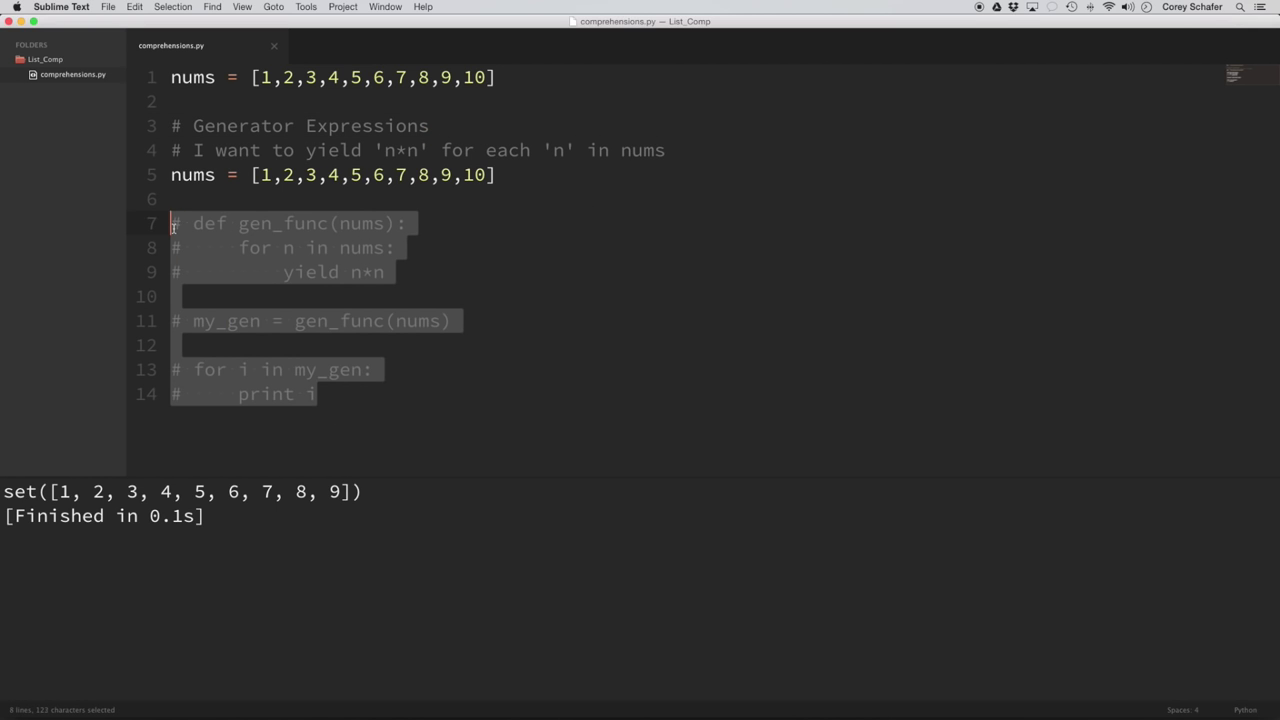 Sublime Text File Edit Selection Find View Goto Tools Project Window Help Corey Schafer
comprehensions.py — List_Comp
FOLDERS
List_Comp
comprehensions.py
comprehensions.py
1 nums = [1,2,3,4,5,6,7,8,9,10]
2
3 # Generator Expressions
4 # I want to yield 'n*n' for each 'n' in nums
5 nums = [1,2,3,4,5,6,7,8,9,10]
6
7 # def gen_func(nums):
8 #     for n in nums:
9 #         yield n*n
10
11 # my_gen = gen_func(nums)
12
13 # for i in my_gen:
14 #     print i
set([1, 2, 3, 4, 5, 6, 7, 8, 9])
[Finished in 0.1s]
8 lines, 123 characters selected Spaces: 4 Python